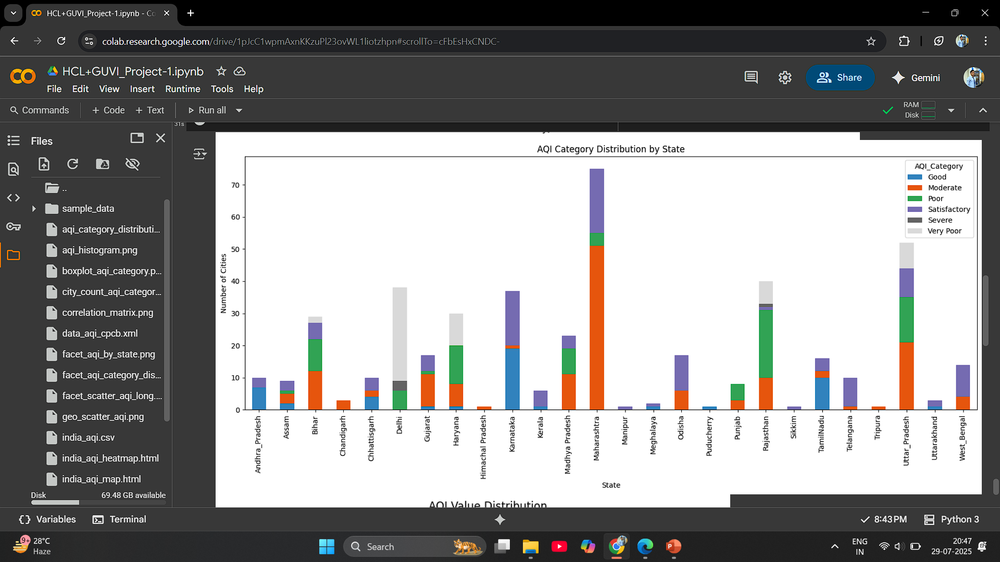 HCL+GUVI_Project-1.ipynb - Co
colab.research.google.com/drive/1pJcC1wpmAxnKKzuPl23ovWL1liotzhpn#scrollTo=cFbEsHxCNDC-
HCL+GUVI_Project-1.ipynb
File Edit View Insert Runtime Tools Help
Share
Gemini
Commands + Code + Text Run all
RAM
Disk
31s
Files
..
sample_data
aqi_category_distributi...
aqi_histogram.png
boxplot_aqi_category.p...
city_count_aqi_categor...
correlation_matrix.png
data_aqi_cpcb.xml
facet_aqi_by_state.png
facet_aqi_category_dis...
facet_scatter_aqi_long....
geo_scatter_aqi.png
india_aqi.csv
india_aqi_heatmap.html
india_aqi_map.html
Disk 69.48 GB available
AQI Category Distribution by State
AQI_Category
Good
Moderate
Poor
Satisfactory
Severe
Very Poor
Number of Cities
70
60
50
40
30
20
10
0
Andhra_Pradesh
Assam
Bihar
Chandigarh
Chhattisgarh
Delhi
Gujarat
Haryana
Himachal Pradesh
Karnataka
Kerala
Madhya Pradesh
Maharashtra
Manipur
Meghalaya
Odisha
Puducherry
Punjab
Rajasthan
Sikkim
TamilNadu
Telangana
Tripura
Uttar_Pradesh
Uttarakhand
West_Bengal
State
AQI Value Distribution
Variables Terminal
8:43 PM Python 3
9+
28°C
Haze
Search
ENG
IN
20:47
29-07-2025